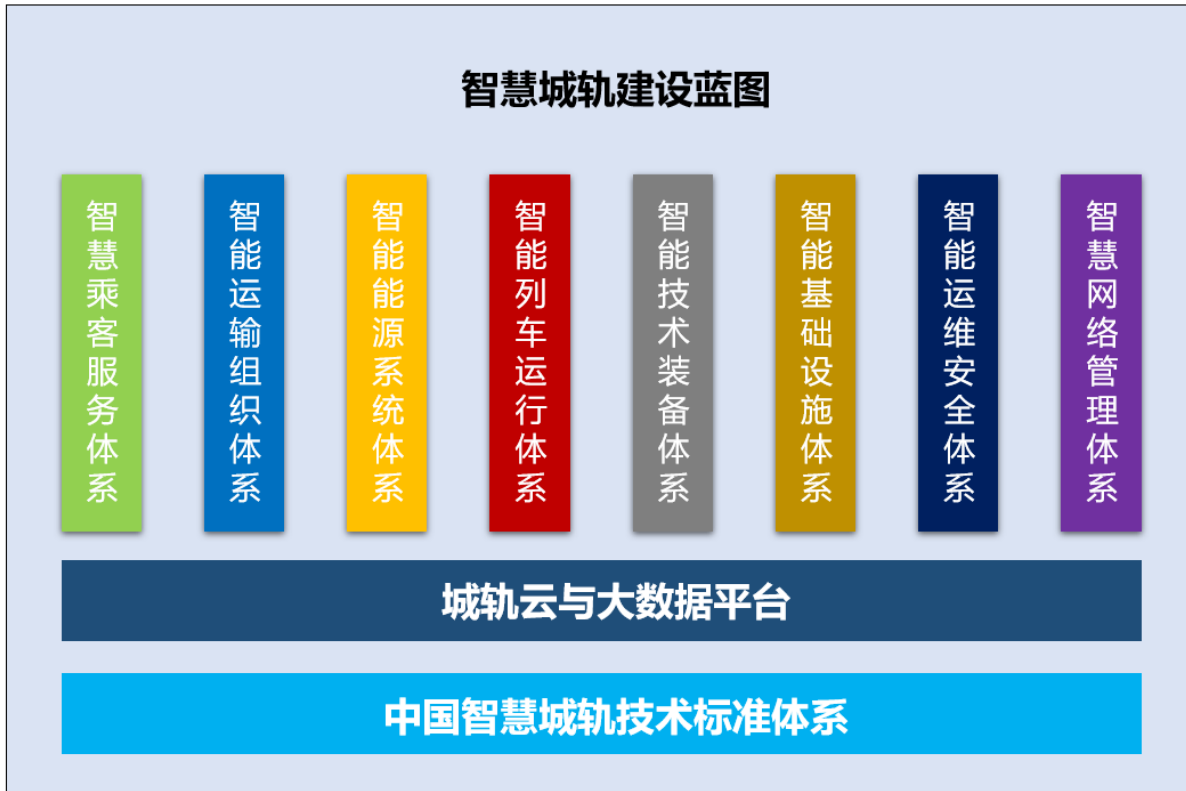 智慧城轨建设蓝图
智慧乘客服务体系
智能运输组织体系
智能能源系统体系
智能列车运行体系
智能技术装备体系
智能基础设施体系
智能运维安全体系
智慧网络管理体系
城轨云与大数据平台
中国智慧城轨技术标准体系